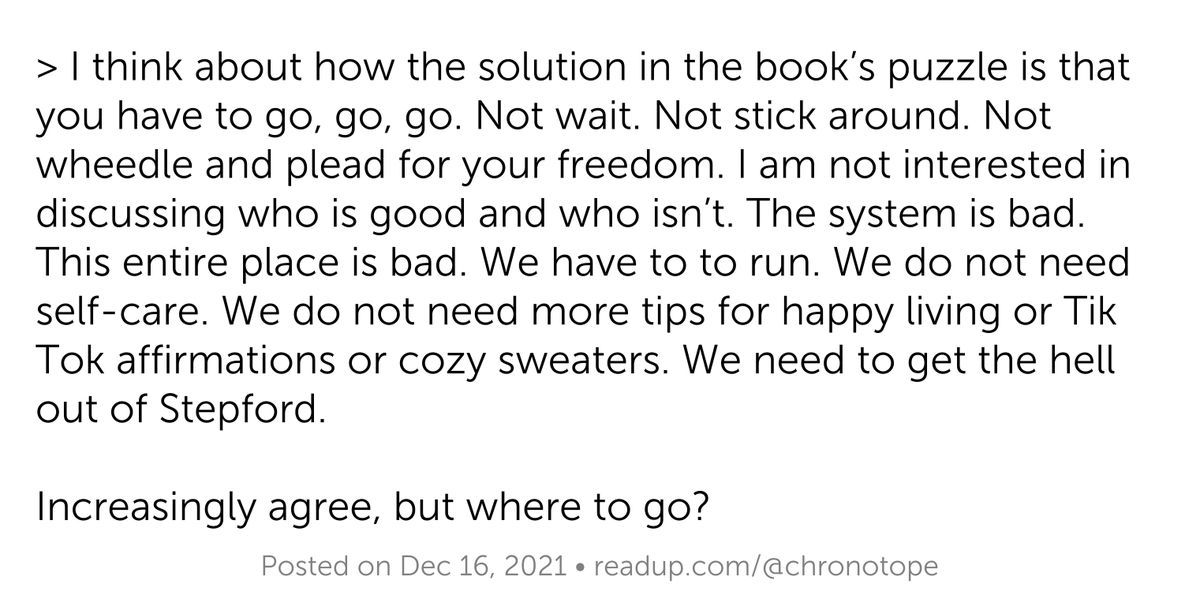 > I think about how the solution in the book’s puzzle is that
you have to go, go, go. Not wait. Not stick around. Not
wheedle and plead for your freedom. I am not interested in
discussing who is good and who isn’t. The system is bad.
This entire place is bad. We have to to run. We do not need
self-care. We do not need more tips for happy living or Tik
Tok affirmations or cozy sweaters. We need to get the hell
out of Stepford.
Increasingly agree, but where to go?
Posted on Dec 16, 2021 • readup.com/@chronotope